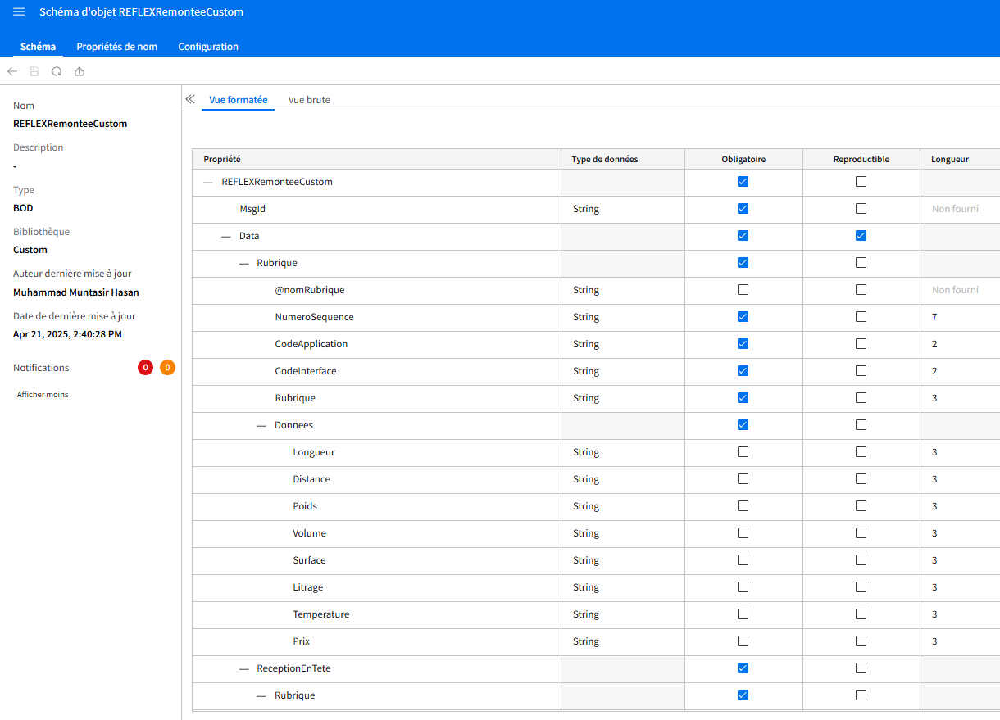 Schéma d'objet REFLEXRemonteeCustom
Schéma Propriétés de nom Configuration
Nom
REFLEXRemonteeCustom
Description
-
Type
BOD
Bibliothèque
Custom
Auteur dernière mise à jour
Muhammad Muntasir Hasan
Date de dernière mise à jour
Apr 21, 2025, 2:40:28 PM
Notifications 0 0
Afficher moins
Vue formatée Vue brute
Propriété Type de données Obligatoire Reproductible Longueur
REFLEXRemonteeCustom
MsgId String Non fourni
Data
Rubrique
@nomRubrique String Non fourni
NumeroSequence String 7
CodeApplication String 2
CodeInterface String 2
Rubrique String 3
Donnees
Longueur String 3
Distance String 3
Poids String 3
Volume String 3
Surface String 3
Litrage String 3
Temperature String 3
Prix String 3
ReceptionEnTete
Rubrique